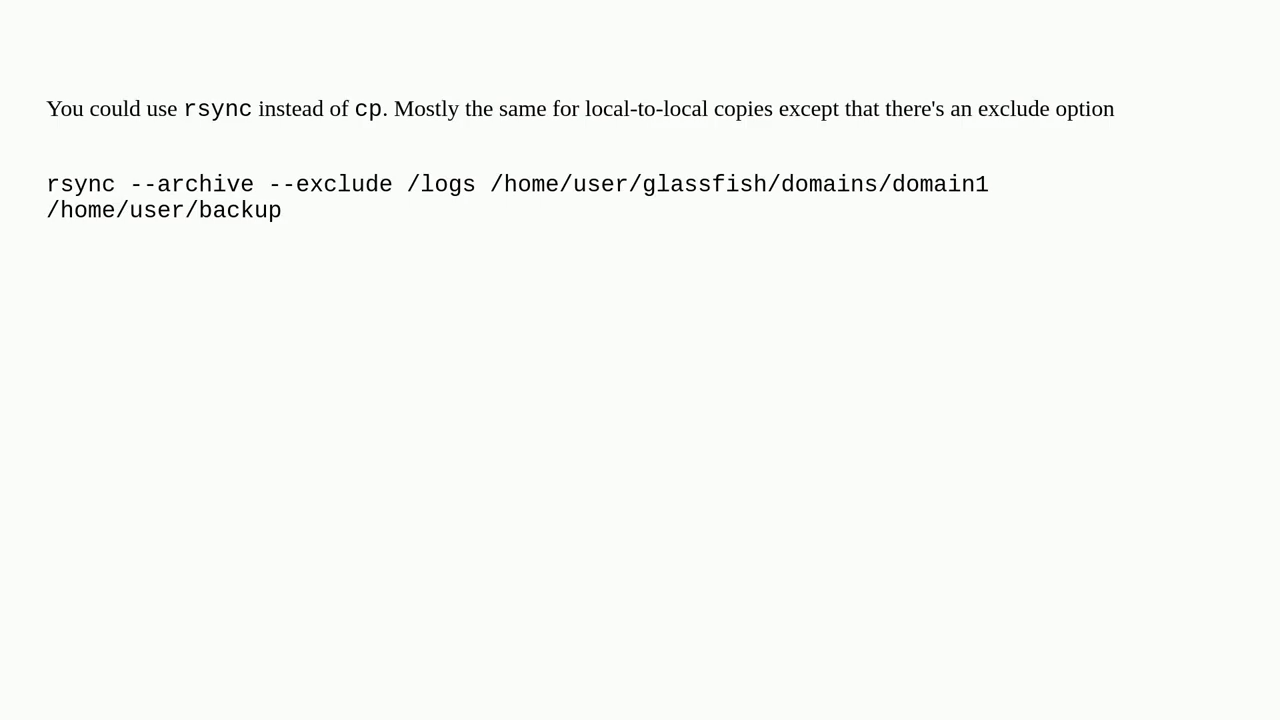 You could use rsync instead of cp. Mostly the same for local-to-local copies except that there's an exclude option
rsync --archive --exclude /logs /home/user/glassfish/domains/domain1
/home/user/backup